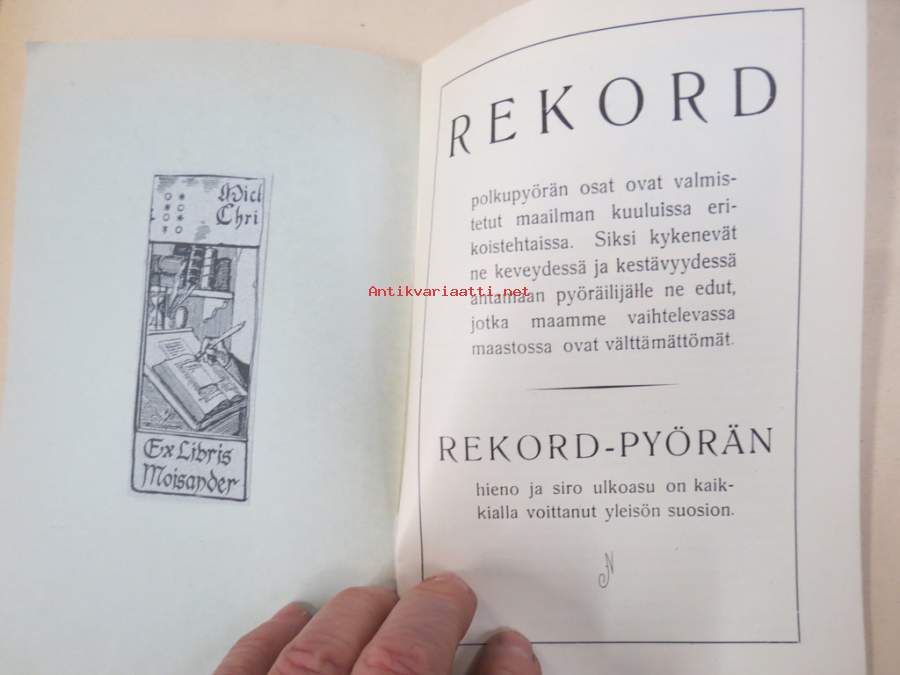 Mich
Chri
Ex Libris
Moisander
REKORD
polkupyörän osat ovat valmis-
tetut maailman kuuluissa eri-
koistehtaissa. Siksi kykenevät
ne keveydessä ja kestävyydessä
antamaan pyöräilijälle ne edut,
jotka maamme vaihtelevassa
maastossa ovat välttämättömät.
REKORD-PYÖRÄN
hieno ja siro ulkoasu on kaik-
kialla voittanut yleisön suosion.
Antikvariaatti.net